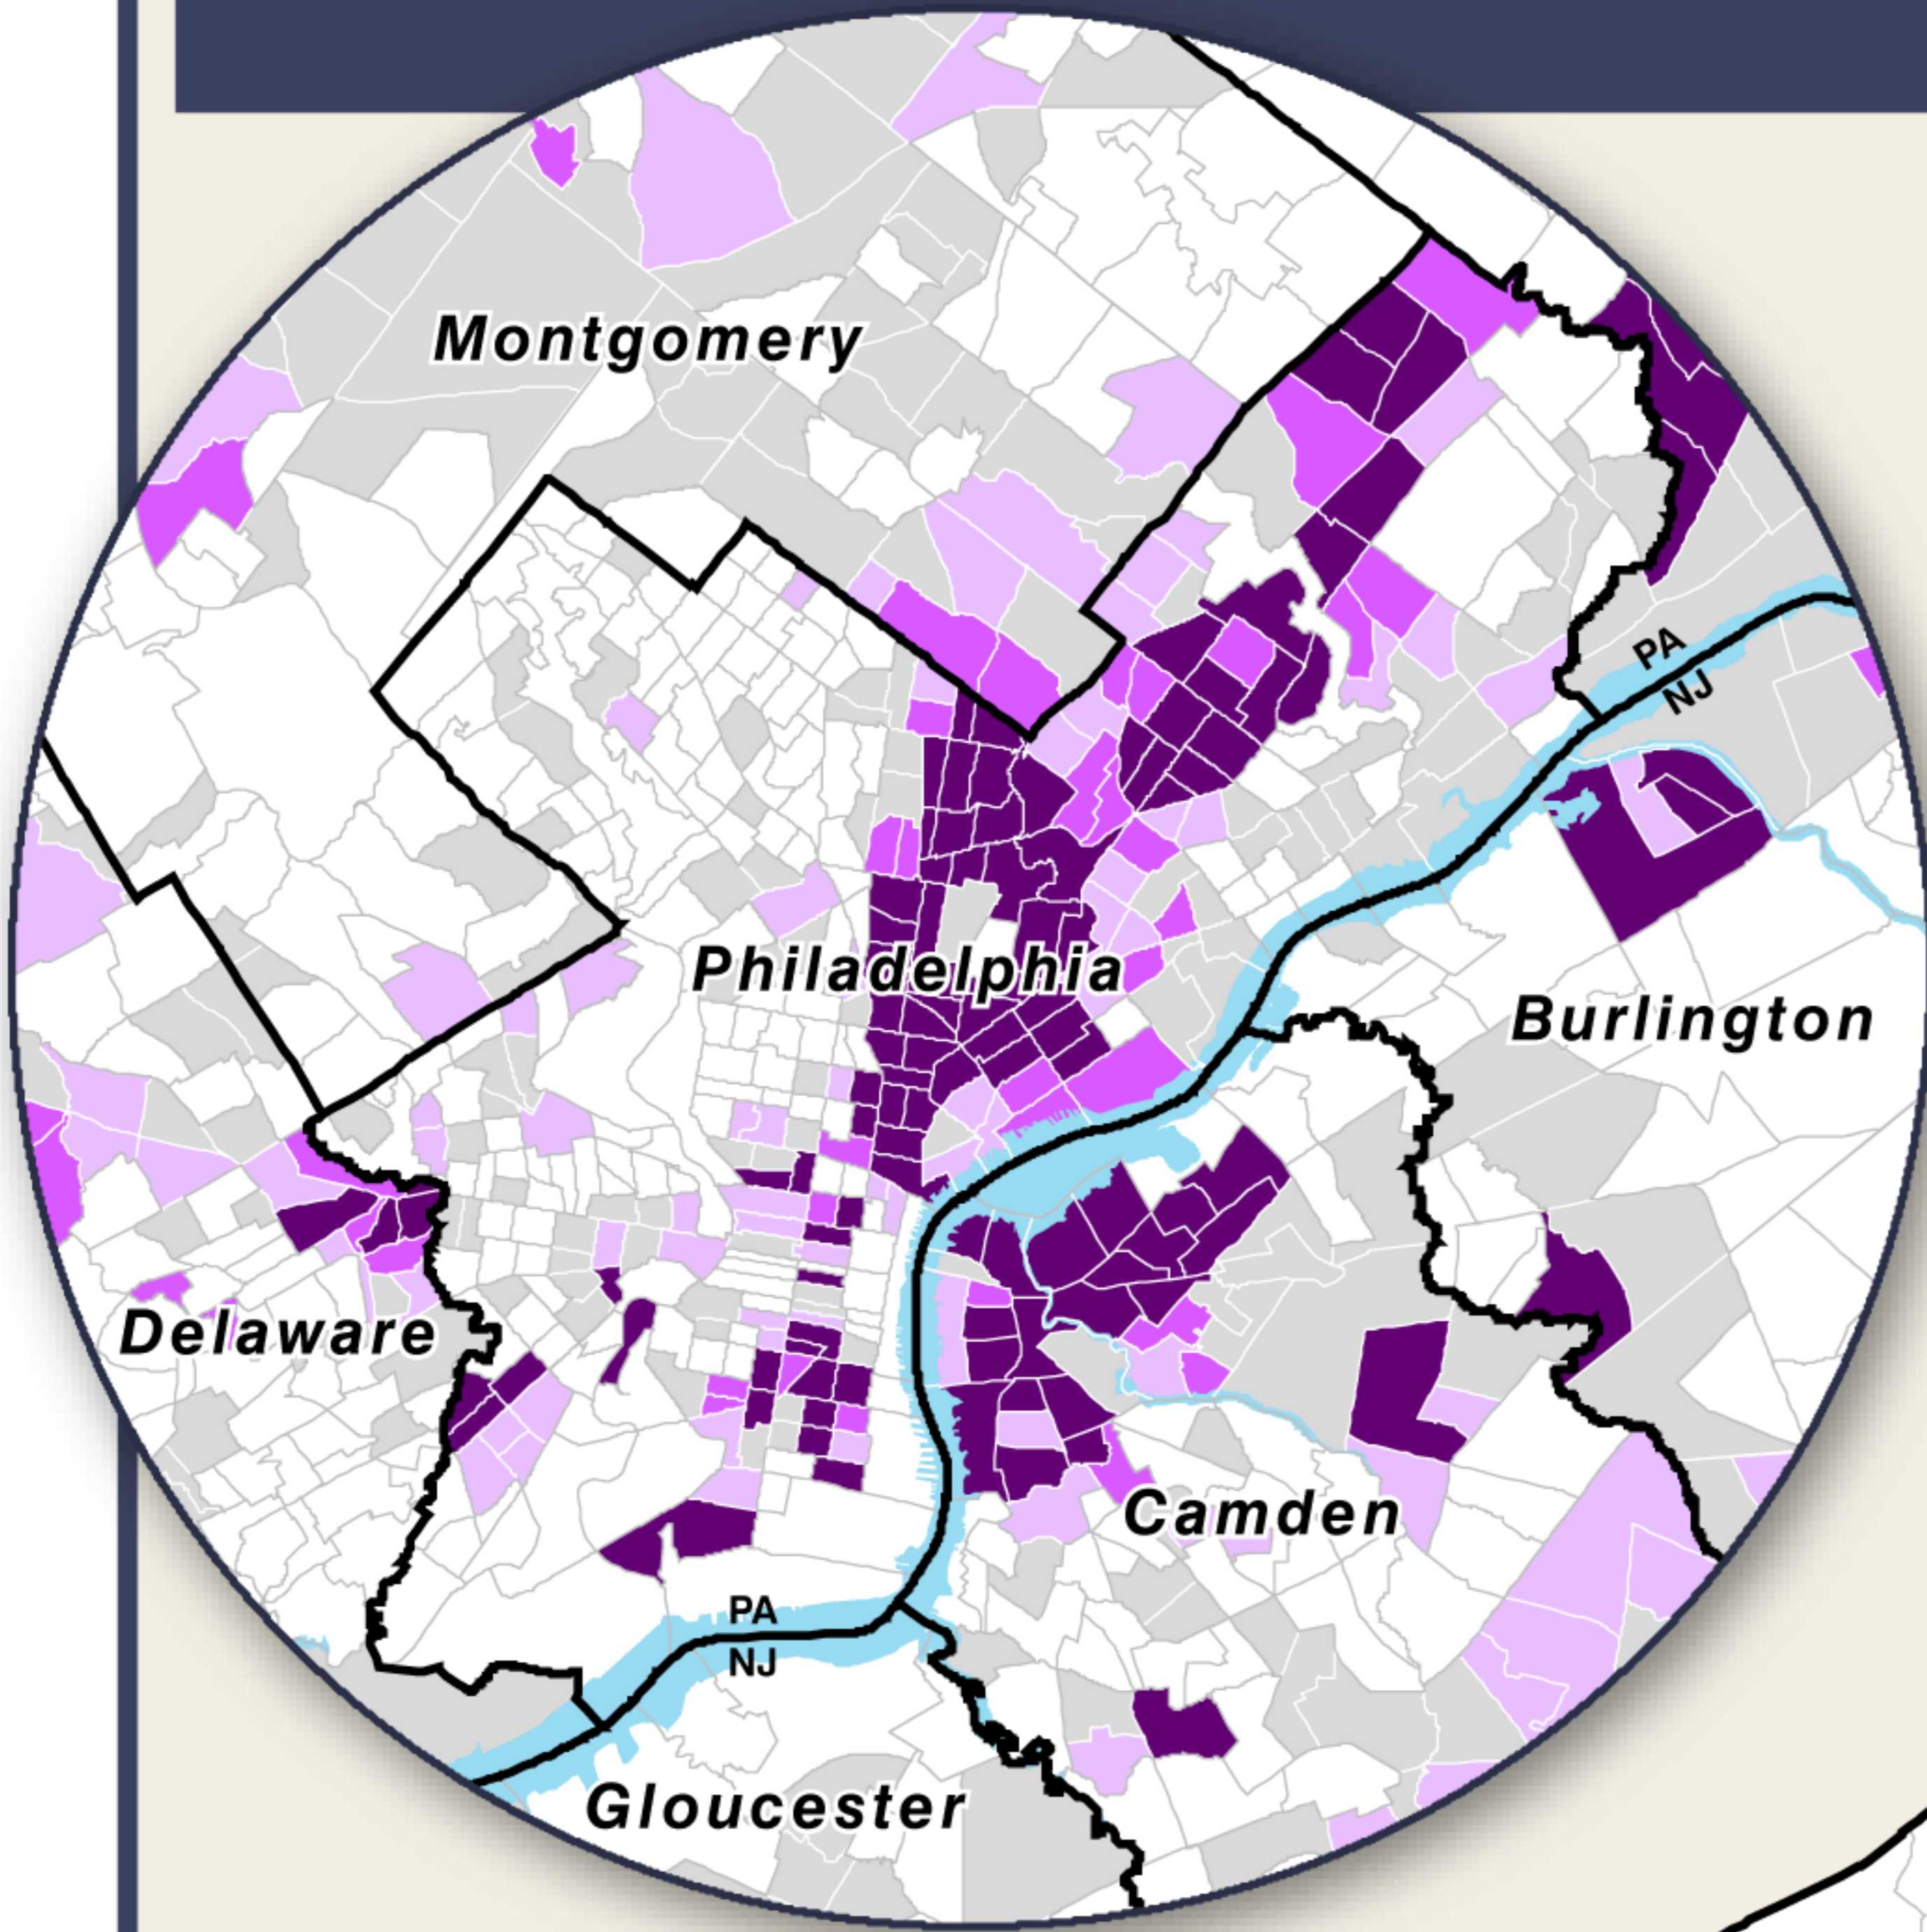 Montgomery
PA
NJ
Philadelphia
Burlington
Delaware
Camden
PA
NJ
Gloucester